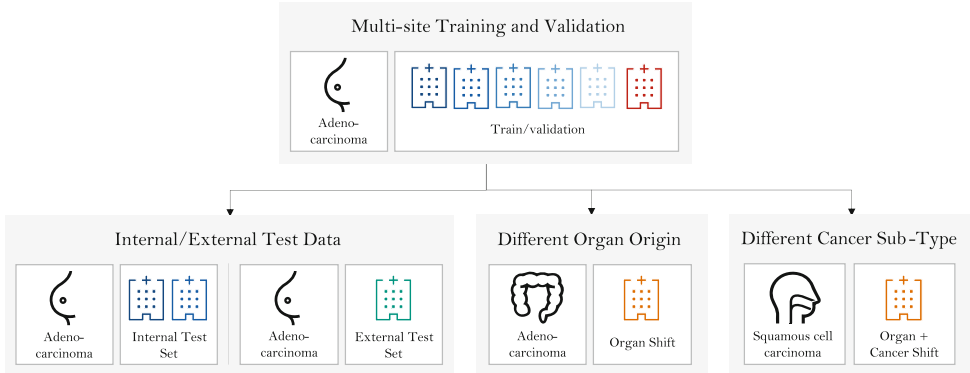 Multi-site Training and Validation
Adeno-
carcinoma
Train/validation
Internal/External Test Data
Adeno-
carcinoma
Internal Test
Set
Adeno-
carcinoma
External Test
Set
Different Organ Origin
Adeno-
carcinoma
Organ Shift
Different Cancer Sub-Type
Squamous cell
carcinoma
Organ +
Cancer Shift